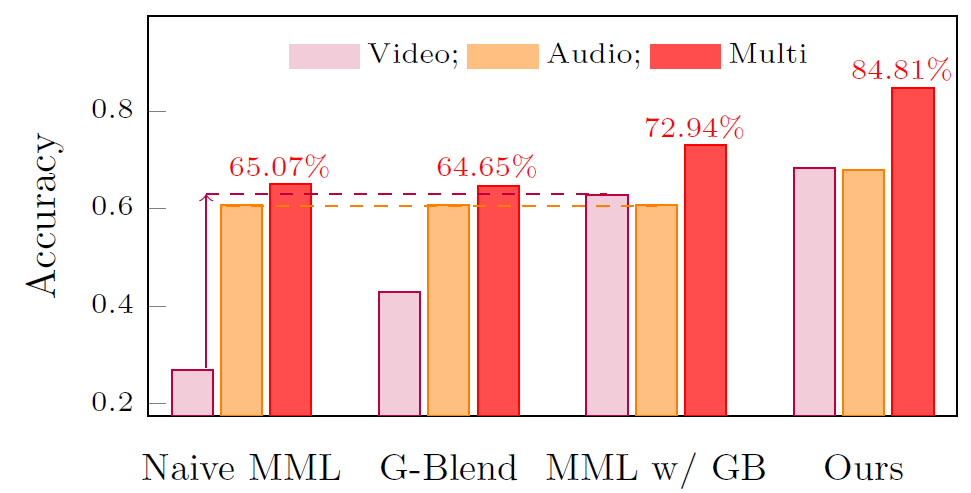 Video; Audio; Multi
84.81%
72.94%
65.07% 64.65%
0.8
0.6
0.4
0.2
Accuracy
Naive MML G-Blend MML w/ GB Ours